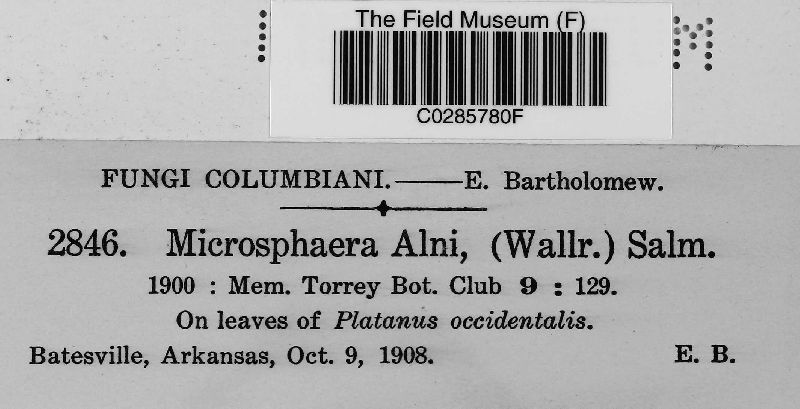 The Field Museum (F)
C0285780F
M
FUNGI COLUMBIANI.——E. Bartholomew.
2846. Microsphaera Alni, (Wallr.) Salm.
1900 : Mem. Torrey Bot. Club 9 : 129.
On leaves of Platanus occidentalis.
Batesville, Arkansas, Oct. 9, 1908. E. B.